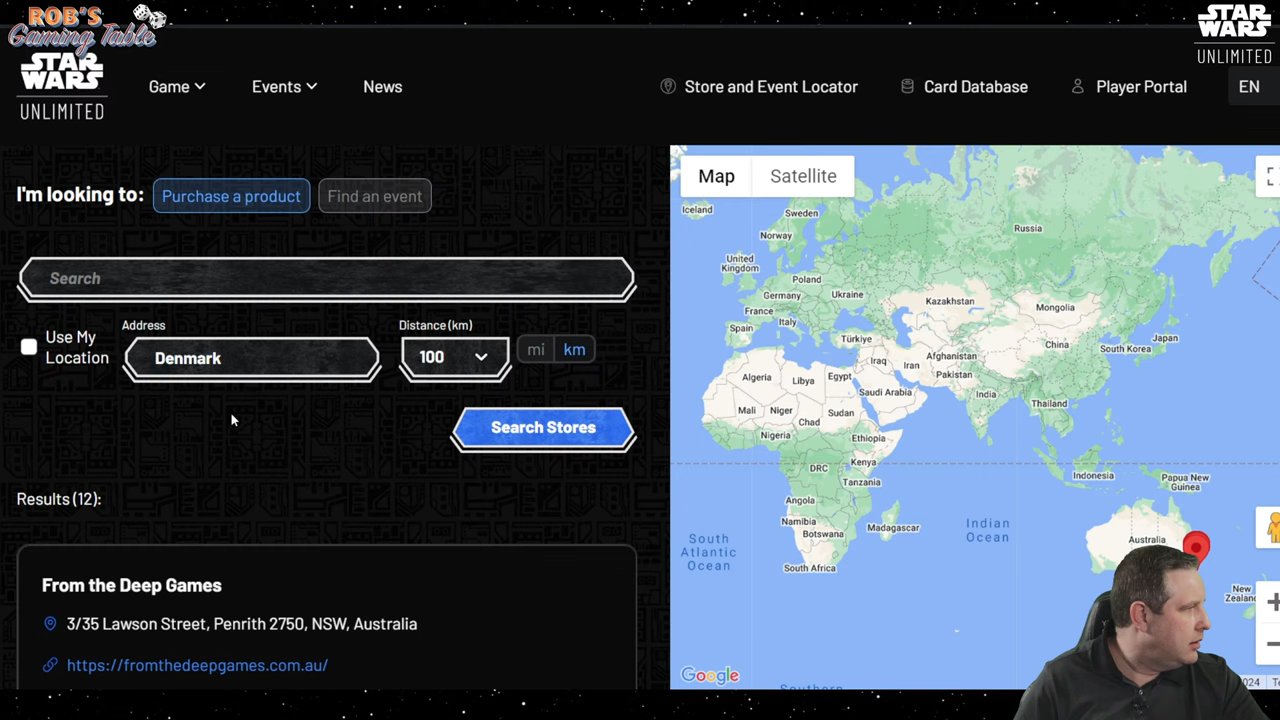 ROB'S
Gaming Table
STAR
WARS
UNLIMITED
STAR
WARS
UNLIMITED
Game
Events
News
Store and Event Locator
Card Database
Player Portal
EN
I'm looking to:
Purchase a product
Find an event
Search
Use My
Location
Address
Denmark
Distance (km)
100
mi
km
Search Stores
Results (12):
From the Deep Games
3/35 Lawson Street, Penrith 2750, NSW, Australia
https://fromthedeepgames.com.au/
Map
Satellite
Iceland
Sweden
Norway
Russia
United
Kingdom
Poland
Germany
Ukraine
France
Kazakhstan
Mongolia
Italy
Spain
Türkiye
China
Japan
South Korea
Iraq
Afghanistan
Iran
Pakistan
Algeria
Libya
Egypt
Saudi Arabia
India
Thailand
Mali
Niger
Sudan
Chad
Nigeria
Ethiopia
DRC
Kenya
Tanzania
Indonesia
Papua New
Guinea
Angola
Namibia
Madagascar
Botswana
Indian
Ocean
South
Atlantic
Ocean
South Africa
Australia
New
Zealand
Google
Southern
2024